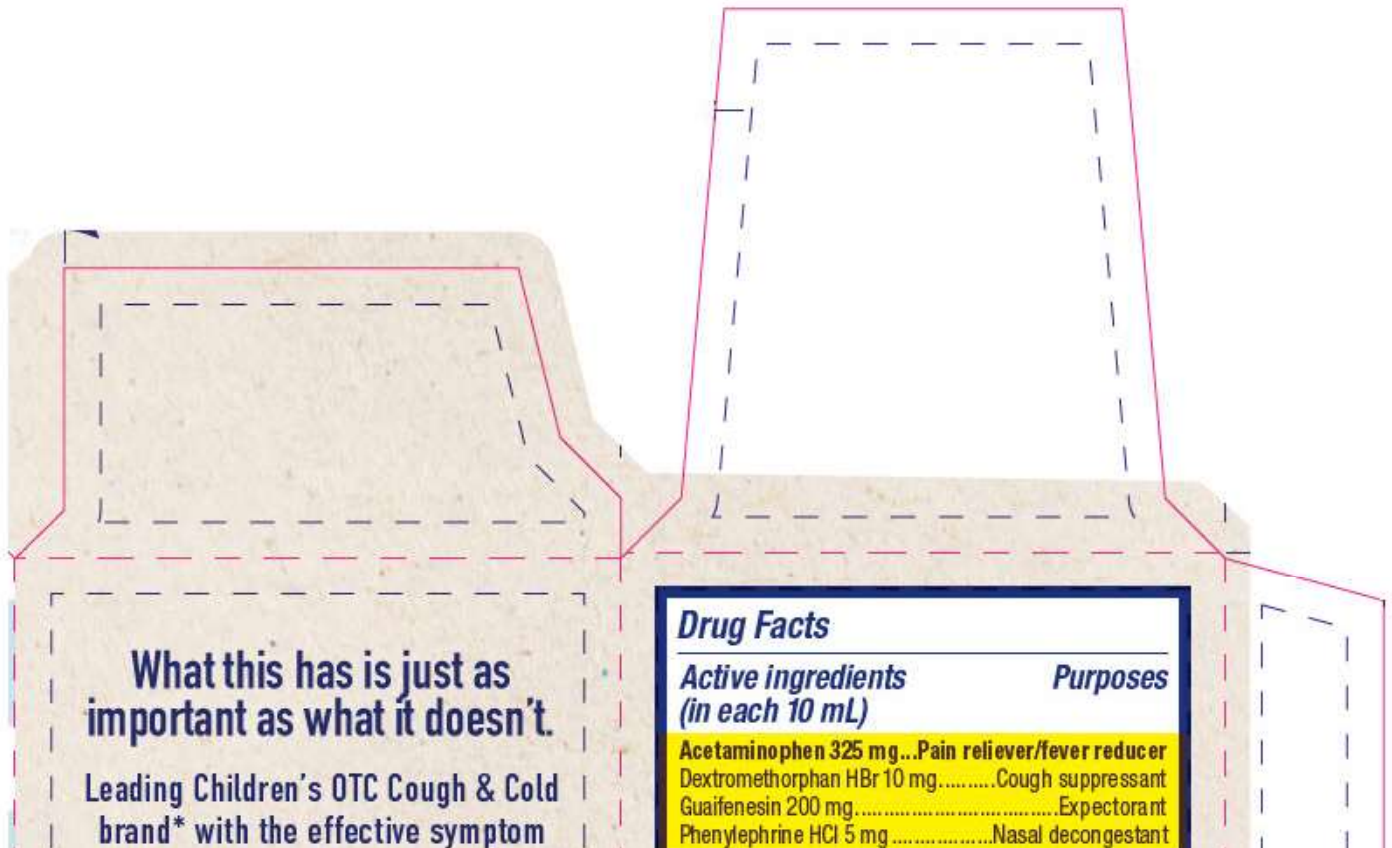 What this has is just as
important as what it doesn't.
Leading Children's OTC Cough & Cold
brand* with the effective symptom
Drug Facts
Active ingredients Purposes
(in each 10 mL)
Acetaminophen 325 mg...Pain reliever/fever reducer
Dextromethorphan HBr 10 mg.........Cough suppressant
Guaifenesin 200 mg................................Expectorant
Phenylephrine HCl 5 mg .................Nasal decongestant